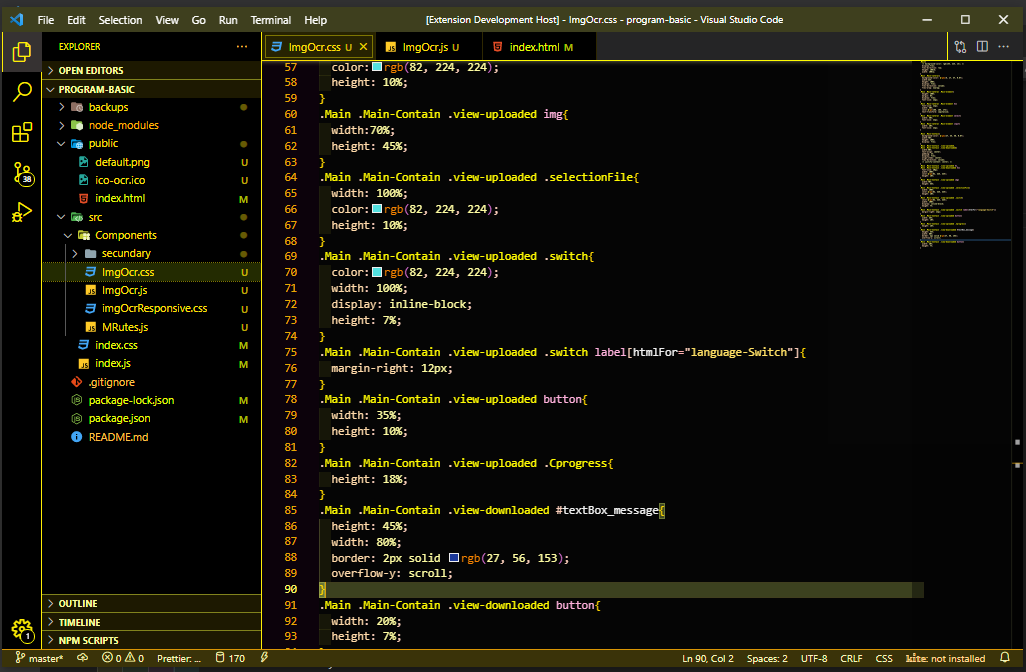 File Edit Selection View Go Run Terminal Help [Extension Development Host] - ImgOcr.css - program-basic - Visual Studio Code
EXPLORER
OPEN EDITORS
PROGRAM-BASIC
backups
node_modules
public
default.png U
ico-ocr.ico U
index.html M
src
Components
secundary
ImgOcr.css U
ImgOcr.js U
imgOcrResponsive.css U
MRutes.js U
index.css M
index.js M
.gitignore
package-lock.json M
package.json M
README.md
OUTLINE
TIMELINE
NPM SCRIPTS
38
1
ImgOcr.css U ImgOcr.js U index.html M
57 color: rgb(82, 224, 224);
58 height: 10%;
59 }
60 .Main .Main-Contain .view-uploaded img{
61 width:70%;
62 height: 45%;
63 }
64 .Main .Main-Contain .view-uploaded .selectionFile{
65 width: 100%;
66 color: rgb(82, 224, 224);
67 height: 10%;
68 }
69 .Main .Main-Contain .view-uploaded .switch{
70 color: rgb(82, 224, 224);
71 width: 100%;
72 display: inline-block;
73 height: 7%;
74 }
75 .Main .Main-Contain .view-uploaded .switch label[htmlFor="language-Switch"]{
76 margin-right: 12px;
77 }
78 .Main .Main-Contain .view-uploaded button{
79 width: 35%;
80 height: 10%;
81 }
82 .Main .Main-Contain .view-uploaded .Cprogress{
83 height: 18%;
84 }
85 .Main .Main-Contain .view-downloaded #textBox_message{
86 height: 45%;
87 width: 80%;
88 border: 2px solid rgb(27, 56, 153);
89 overflow-y: scroll;
90 }
91 .Main .Main-Contain .view-downloaded button{
92 width: 20%;
93 height: 7%;
master* 0 0 Prettier: ... 170 Ln 90, Col 2 Spaces: 2 UTF-8 CRLF CSS kite: not installed